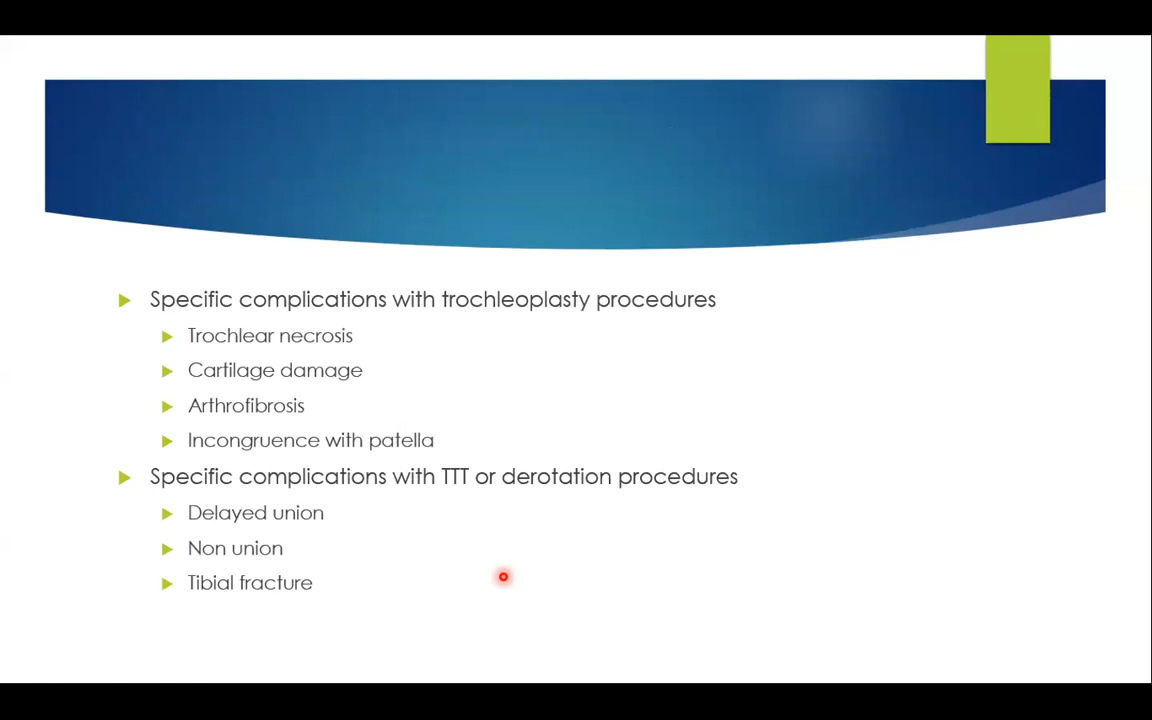 Specific complications with trochleoplasty procedures
Trochlear necrosis
Cartilage damage
Arthrofibrosis
Incongruence with patella
Specific complications with TTT or derotation procedures
Delayed union
Non union
Tibial fracture